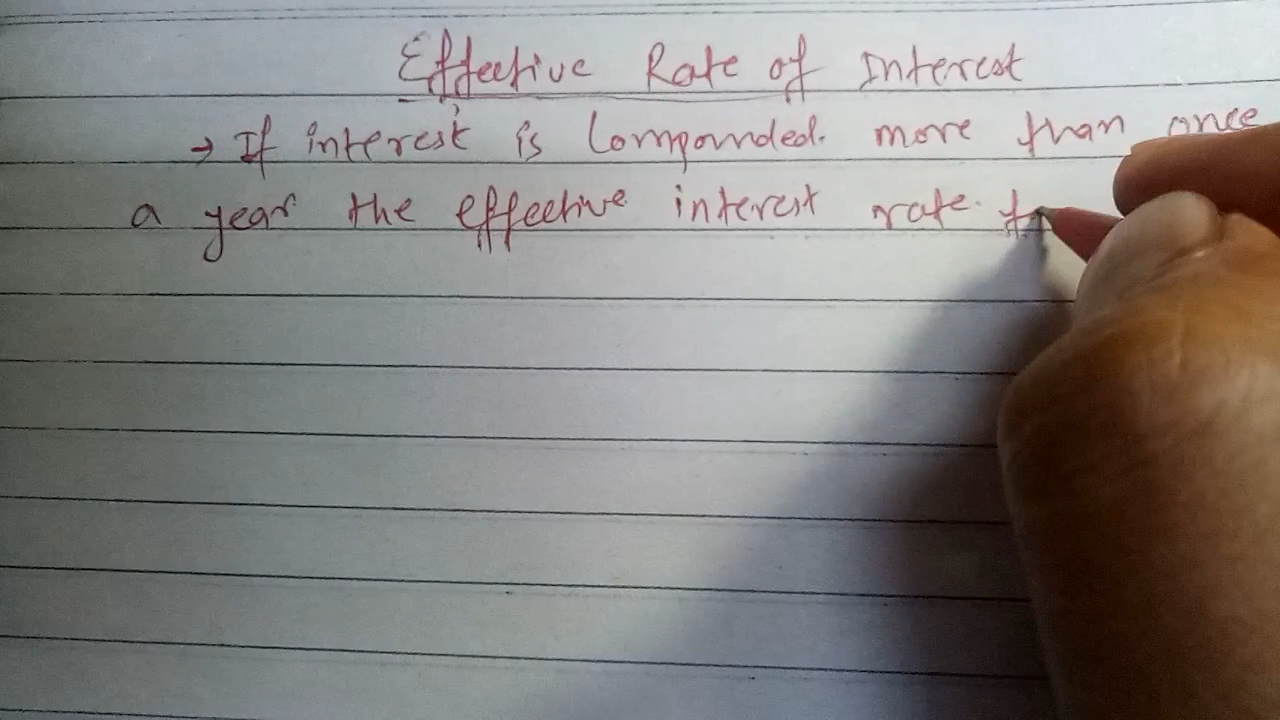 Effective Rate of Interest
→ If interest is Compounded. more than once
a year the effective interest rate